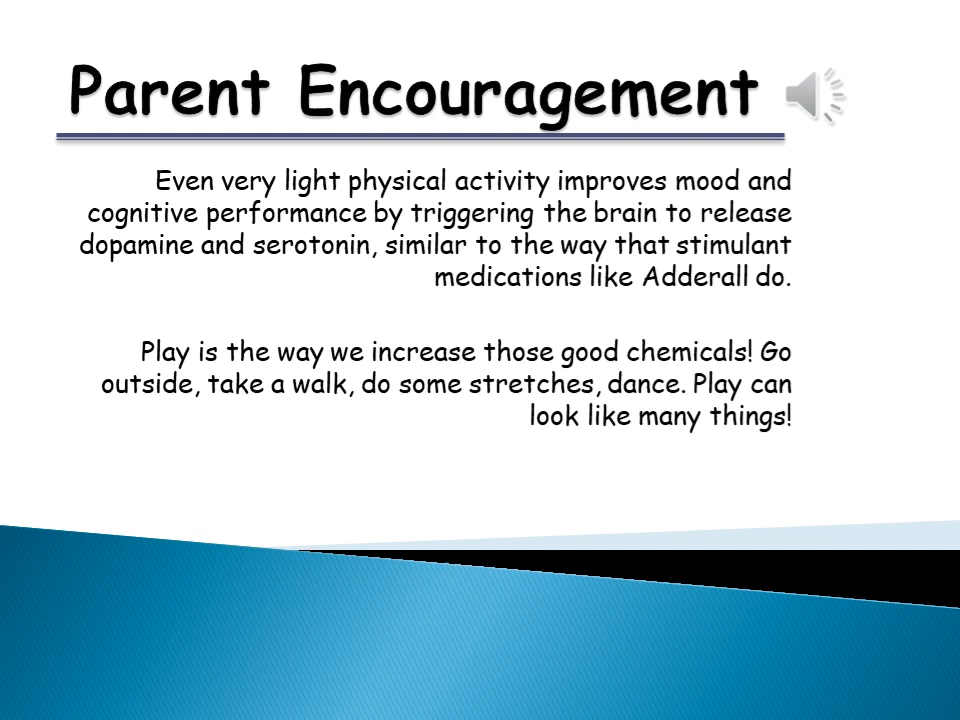 Parent Encouragement
Even very light physical activity improves mood and
cognitive performance by triggering the brain to release
dopamine and serotonin, similar to the way that stimulant
medications like Adderall do.
Play is the way we increase those good chemicals! Go
outside, take a walk, do some stretches, dance. Play can
look like many things!